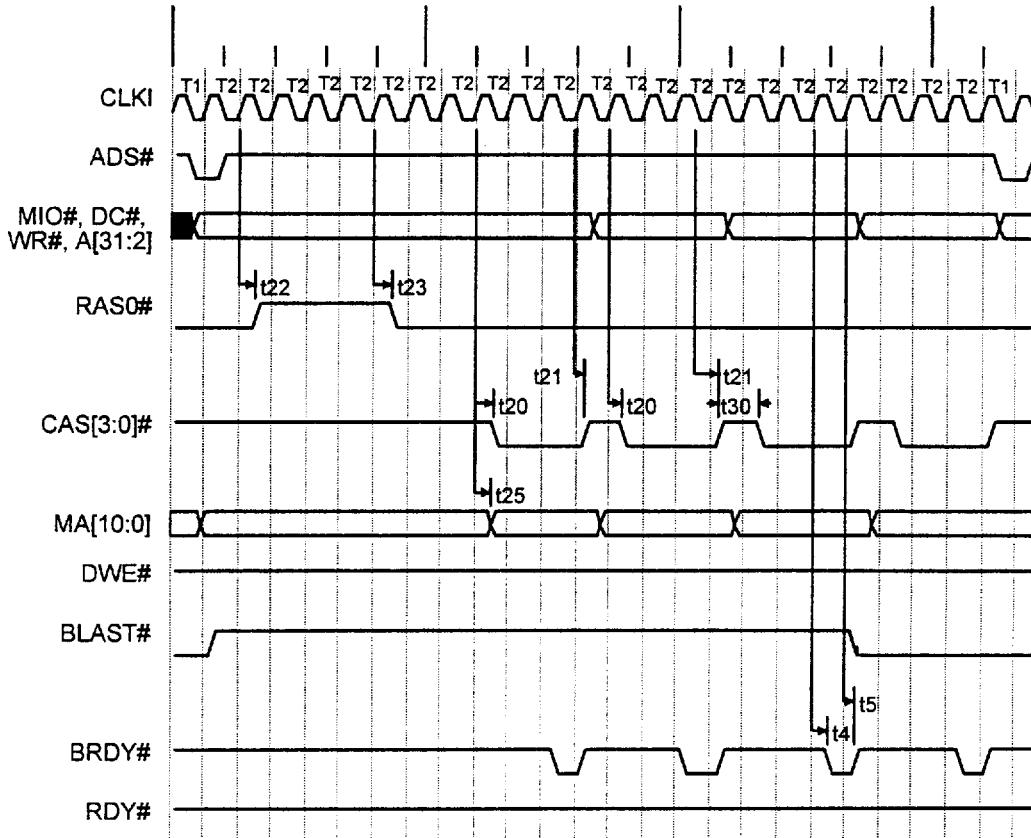 T1 T2 T2 T2 T2 T2 T2 T2 T2 T2 T2 T2 T2 T2 T2 T2 T2 T2 T2 T2 T2 T2 T2 T2 T1
CLKI
ADS#
MIO#, DC#,
WR#, A[31:2]
t22 t23
RAS0#
t21 t21
t20 t20 t30
CAS[3:0]#
t25
MA[10:0]
DWE#
BLAST#
t5
t4
BRDY#
RDY#